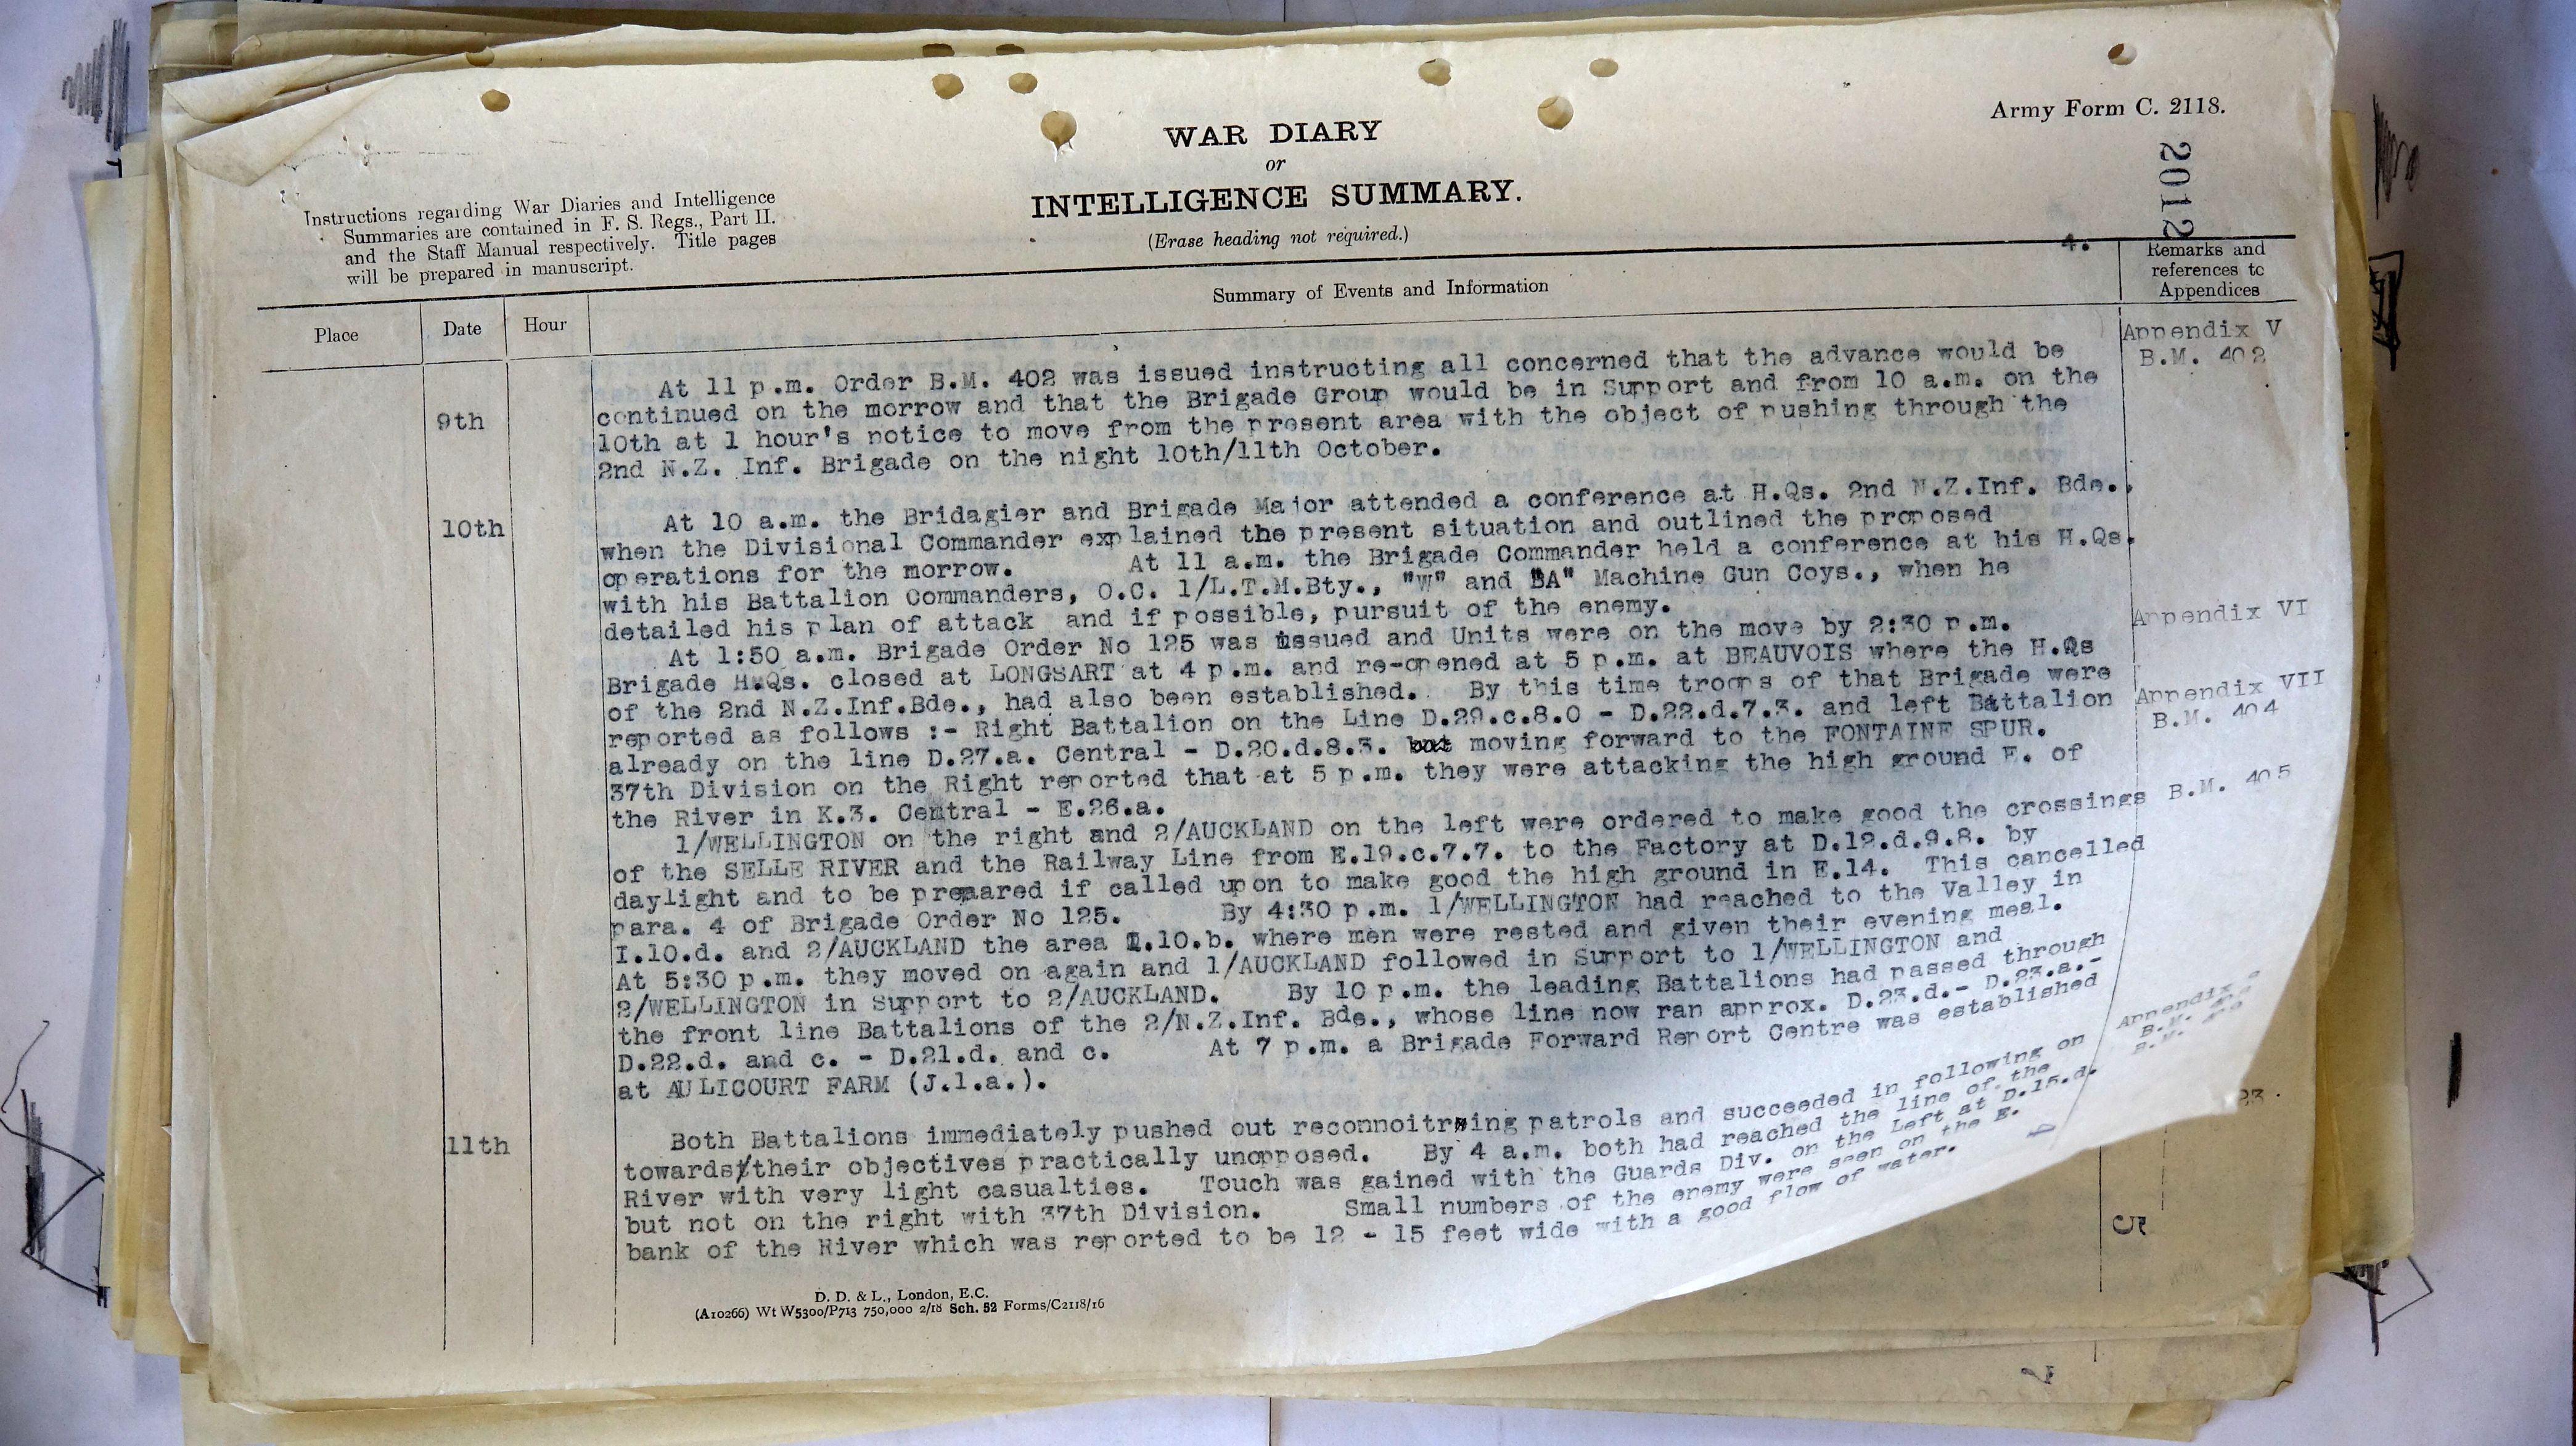 Army Form C. 2118.
2012
WAR DIARY
or
INTELLIGENCE SUMMARY.
(Erase heading not required.)
Instructions regarding War Diaries and Intelligence
Summaries are contained in F. S. Regs., Part II.
and the Staff Manual respectively. Title pages
will be prepared in manuscript.
4.
Place
Date
Hour
Summary of Events and Information
Remarks and
references to
Appendices
9th
At 11 p.m. Order B.M. 402 was issued instructing all concerned that the advance would be
continued on the morrow and that the Brigade Group would be in Support and from 10 a.m. on the
10th at 1 hour's notice to move from the present area with the object of pushing through the
2nd N.Z. Inf. Brigade on the night 10th/11th October.
Appendix V
B.M. 402
10th
At 10 a.m. the Bridagier and Brigade Major attended a conference at H.Qs. 2nd N.Z.Inf. Bde.,
when the Divisional Commander explained the present situation and outlined the proposed
operations for the morrow. At 11 a.m. the Brigade Commander held a conference at his H.Qs.
with his Battalion Commanders, O.C. 1/L.T.M.Bty., "W" and "BA" Machine Gun Coys., when he
detailed his plan of attack and if possible, pursuit of the enemy.
At 1:50 a.m. Brigade Order No 125 was issued and Units were on the move by 2:30 p.m.
Brigade H.Qs. closed at LONGSART at 4 p.m. and re-opened at 5 p.m. at BEAUVOIS where the H.Qs
of the 2nd N.Z.Inf.Bde., had also been established. By this time troops of that Brigade were
reported as follows :- Right Battalion on the Line D.29.c.8.0 - D.22.d.7.3. and left Battalion
already on the line D.27.a. Central - D.20.d.8.3. but moving forward to the FONTAINE SPUR.
37th Division on the Right reported that at 5 p.m. they were attacking the high ground E. of
the River in K.3. Central - E.26.a.
1/WELLINGTON on the right and 2/AUCKLAND on the left were ordered to make good the crossings
of the SELLE RIVER and the Railway Line from E.19.c.7.7. to the Factory at D.12.d.9.8. by
daylight and to be prepaared if called upon to make good the high ground in E.14. This cancelled
para. 4 of Brigade Order No 125. By 4:30 p.m. 1/WELLINGTON had reached to the Valley in
I.10.d. and 2/AUCKLAND the area I.10.b. where men were rested and given their evening meal.
At 5:30 p.m. they moved on again and 1/AUCKLAND followed in Support to 1/WELLINGTON and
2/WELLINGTON in Support to 2/AUCKLAND. By 10 p.m. the leading Battalions had passed through
the front line Battalions of the 2/N.Z.Inf. Bde., whose line now ran approx. D.23.d.- D.23.a.-
D.22.d. and c. - D.21.d. and c. At 7 p.m. a Brigade Forward Report Centre was established
at AULICOURT FARM (J.1.a.).
Appendix VI
Appendix VII
B.M. 404
B.M. 405
11th
Both Battalions immediately pushed out reconnoitring patrols and succeeded in following on
towards/their objectives practically unopposed. By 4 a.m. both had reached the line of the
River with very light casualties. Touch was gained with the Guards Div. on the Left at D.15.d.
but not on the right with 37th Division. Small numbers of the enemy were seen on the E.
bank of the River which was reported to be 12 - 15 feet wide with a good flow of water.
Appendix
B.M.
B.M.
23.
5
7
D. D. & L., London, E.C.
(A10266) Wt W5300/P713 750,000 2/18 Sch. 52 Forms/C2118/16